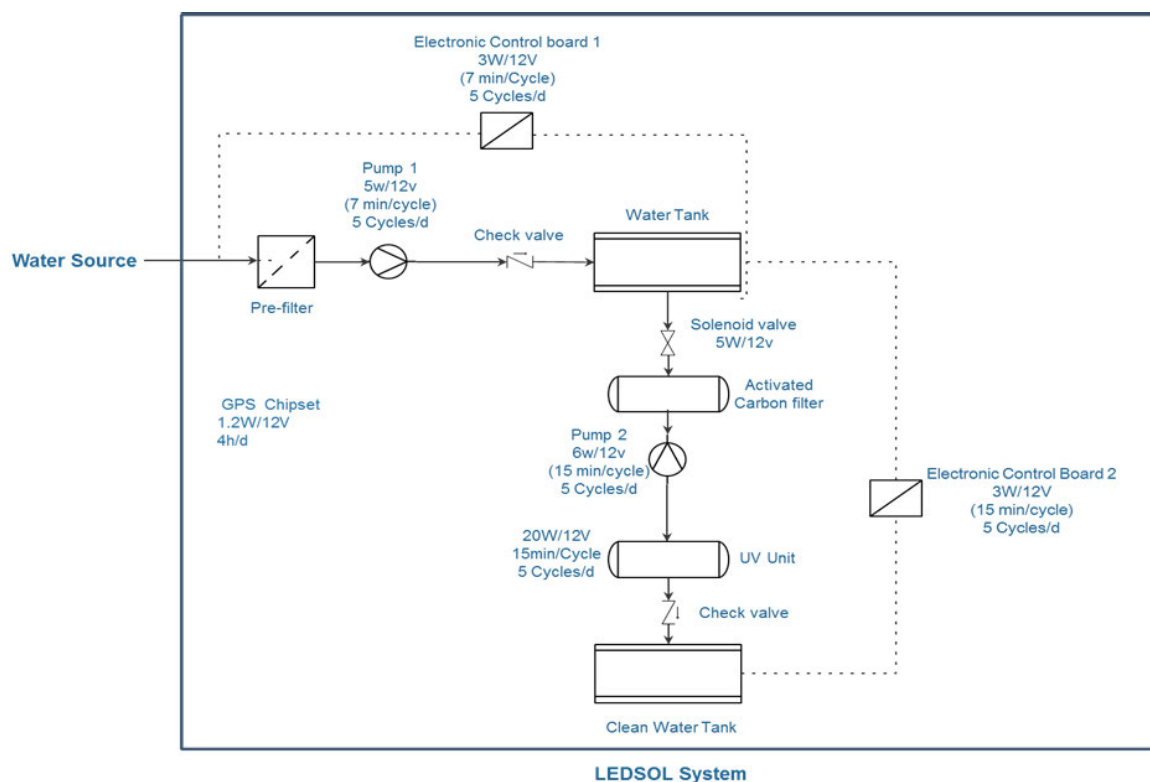 Electronic Control board 1
3W/12V
(7 min/Cycle)
5 Cycles/d
Pump 1
5w/12v
(7 min/cycle)
5 Cycles/d
Water Tank
Check valve
Water Source
Pre-filter
Solenoid valve
5W/12v
Activated
Carbon filter
GPS Chipset
1.2W/12V
4h/d
Pump 2
6w/12v
(15 min/cycle)
5 Cycles/d
Electronic Control Board 2
3W/12V
(15 min/cycle)
5 Cycles/d
20W/12V
15min/Cycle
5 Cycles/d
UV Unit
Check valve
Clean Water Tank
LEDSOL System